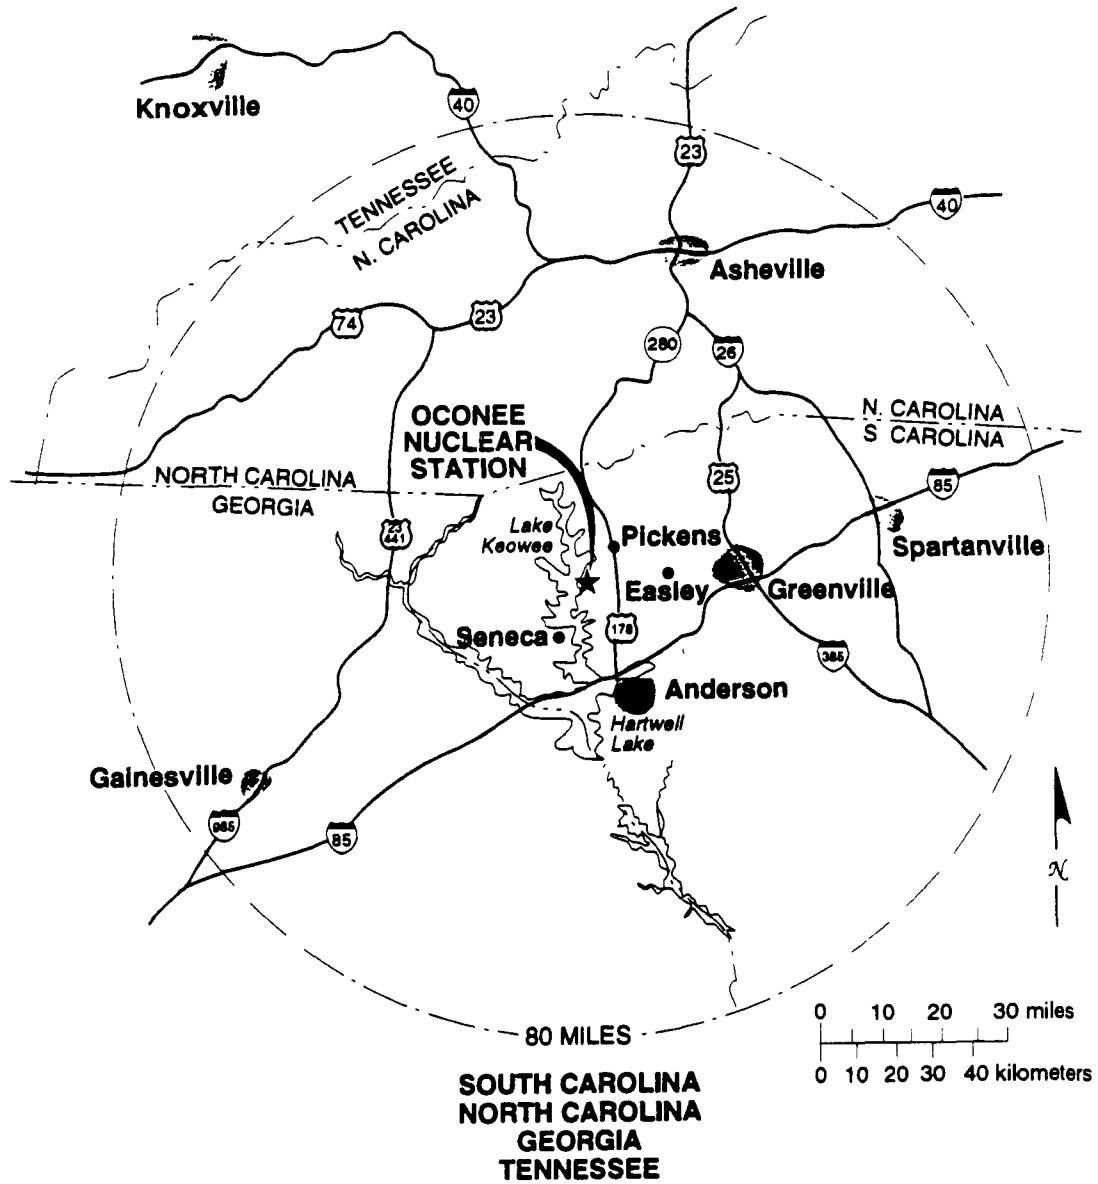 Knoxville
40
23
TENNESSEE
N. CAROLINA
40
Asheville
74
23
280
26
OCONEE
NUCLEAR
STATION
N. CAROLINA
S CAROLINA
NORTH CAROLINA
GEORGIA
25
85
Lake
Keowee
23
441
Pickens
Spartanville
Easley
Greenville
Seneca
178
385
Anderson
Hartwell
Lake
Gainesville
985
85
N
0 10 20 30 miles
0 10 20 30 40 kilometers
80 MILES
SOUTH CAROLINA
NORTH CAROLINA
GEORGIA
TENNESSEE